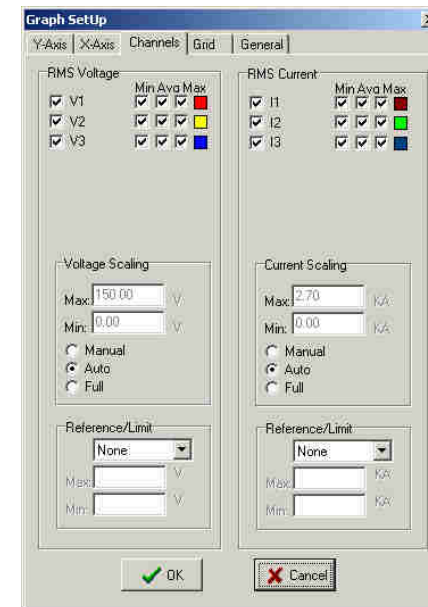 Graph SetUp
Y-Axis X-Axis Channels Grid General
RMS Voltage
Min Avg Max
V1
V2
V3
Voltage Scaling
Max: 150.00 V
Min: 0.00 V
Manual
Auto
Full
Reference/Limit
None
Max: V
Min: V
RMS Current
Min Avg Max
I1
I2
I3
Current Scaling
Max: 2.70 KA
Min: 0.00 KA
Manual
Auto
Full
Reference/Limit
None
Max: KA
Min: KA
OK
Cancel